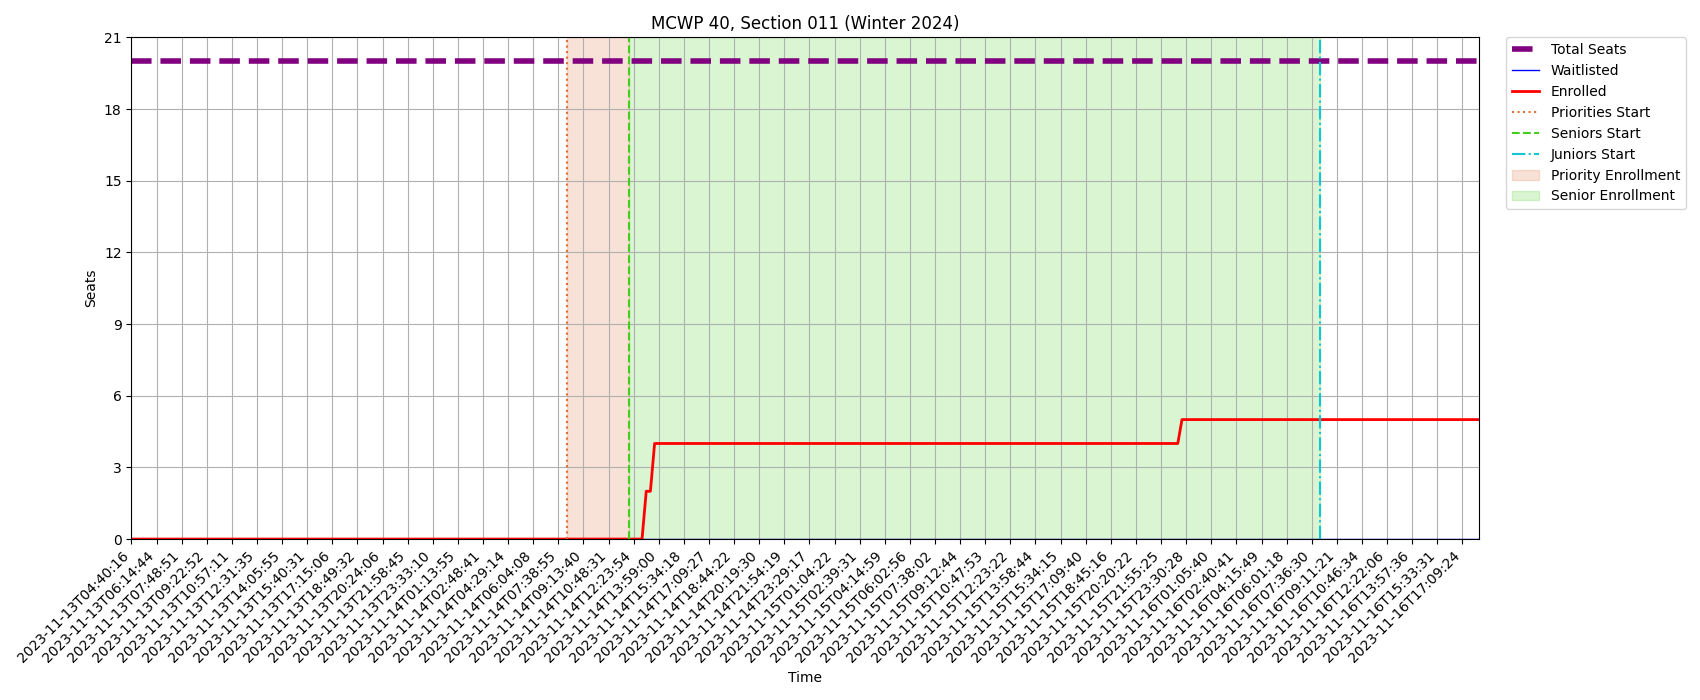 MCWP 40, Section 011 (Winter 2024)
21
18
15
12
9
6
3
0
Seats
2023-11-13T04:40:16
2023-11-13T06:14:44
2023-11-13T07:48:51
2023-11-13T09:22:52
2023-11-13T10:57:11
2023-11-13T12:31:35
2023-11-13T14:05:55
2023-11-13T15:40:31
2023-11-13T17:15:06
2023-11-13T18:49:32
2023-11-13T20:24:06
2023-11-13T21:58:45
2023-11-13T23:33:10
2023-11-14T01:13:55
2023-11-14T02:48:41
2023-11-14T04:29:14
2023-11-14T06:04:08
2023-11-14T07:38:55
2023-11-14T09:13:40
2023-11-14T10:48:31
2023-11-14T12:23:54
2023-11-14T13:59:00
2023-11-14T15:34:18
2023-11-14T17:09:27
2023-11-14T18:44:22
2023-11-14T20:19:30
2023-11-14T21:54:19
2023-11-14T23:29:17
2023-11-15T01:04:22
2023-11-15T02:39:31
2023-11-15T04:14:59
2023-11-15T06:02:56
2023-11-15T07:38:02
2023-11-15T09:12:44
2023-11-15T10:47:53
2023-11-15T12:23:22
2023-11-15T13:58:44
2023-11-15T15:34:15
2023-11-15T17:09:40
2023-11-15T18:45:16
2023-11-15T20:20:22
2023-11-15T21:55:25
2023-11-15T23:30:28
2023-11-16T01:05:40
2023-11-16T02:40:41
2023-11-16T04:15:49
2023-11-16T06:01:18
2023-11-16T07:36:30
2023-11-16T09:11:21
2023-11-16T10:46:34
2023-11-16T12:22:06
2023-11-16T13:57:36
2023-11-16T15:33:31
2023-11-16T17:09:24
Time
Total Seats
Waitlisted
Enrolled
Priorities Start
Seniors Start
Juniors Start
Priority Enrollment
Senior Enrollment